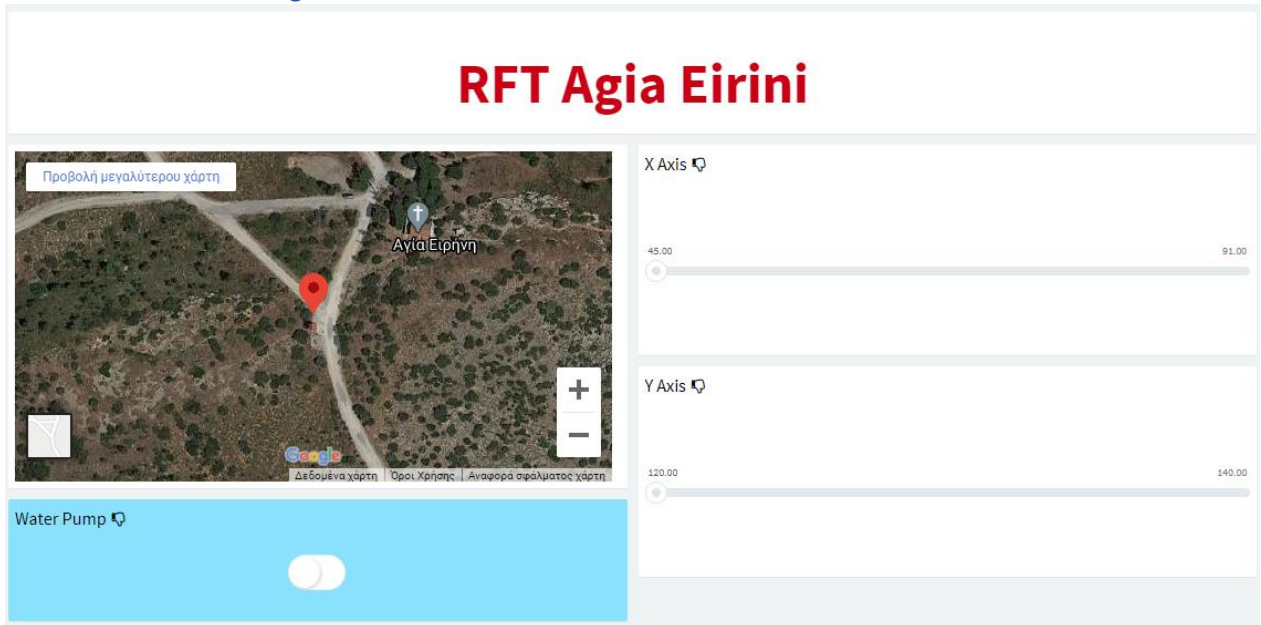 RFT Agia Eirini
Προβολή μεγαλύτερου χάρτη
Αγία Ειρήνη
Google
Δεδομένα χάρτη Όροι Χρήσης Αναφορά σφάλματος χάρτη
Water Pump
X Axis
45.00 91.00
Y Axis
120.00 140.00